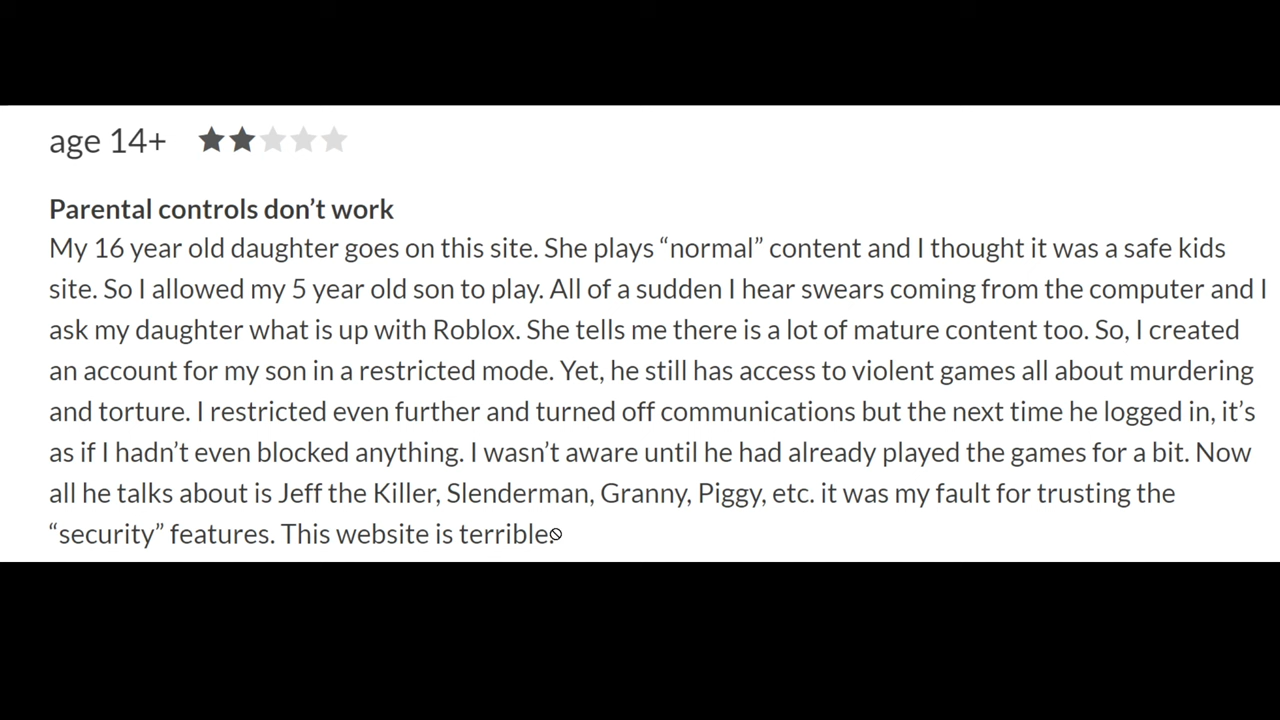 age 14+
Parental controls don’t work
My 16 year old daughter goes on this site. She plays “normal” content and I thought it was a safe kids
site. So I allowed my 5 year old son to play. All of a sudden I hear swears coming from the computer and I
ask my daughter what is up with Roblox. She tells me there is a lot of mature content too. So, I created
an account for my son in a restricted mode. Yet, he still has access to violent games all about murdering
and torture. I restricted even further and turned off communications but the next time he logged in, it’s
as if I hadn’t even blocked anything. I wasn’t aware until he had already played the games for a bit. Now
all he talks about is Jeff the Killer, Slenderman, Granny, Piggy, etc. it was my fault for trusting the
“security” features. This website is terrible.